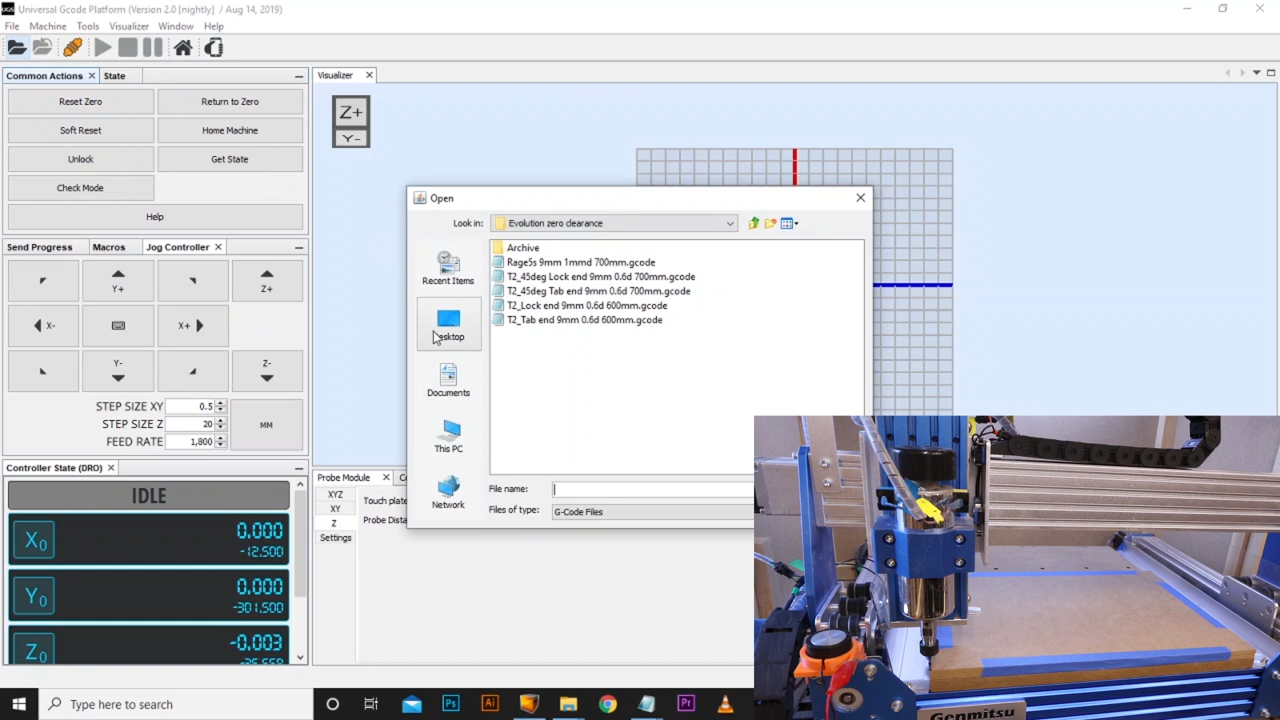 Universal Gcode Platform (Version 2.0 [nightly] / Aug 14, 2019)
File Machine Tools Visualizer Window Help
Common Actions State
Reset Zero Return to Zero
Soft Reset Home Machine
Unlock Get State
Check Mode
Help
Send Progress Macros Jog Controller
Y+ Z+
X- X+
Y- Z-
STEP SIZE XY 0.5
STEP SIZE Z 20
FEED RATE 1,800
MM
Controller State (DRO)
IDLE
X0 0.000
-12.500
Y0 0.000
-301.500
Z0 -0.003
Visualizer
Z+
Y-
Open
Look in: Evolution zero clearance
Recent Items
Desktop
Documents
This PC
Network
Archive
Rage5s 9mm 1mmd 700mm.gcode
T2_45deg Lock end 9mm 0.6d 700mm.gcode
T2_45deg Tab end 9mm 0.6d 700mm.gcode
T2_Lock end 9mm 0.6d 600mm.gcode
T2_Tab end 9mm 0.6d 600mm.gcode
File name:
Files of type: G-Code Files
Probe Module
XYZ
XY
Z
Settings
Touch plate
Probe Distan
Type here to search
Ps Ai Pr
Genmitsu